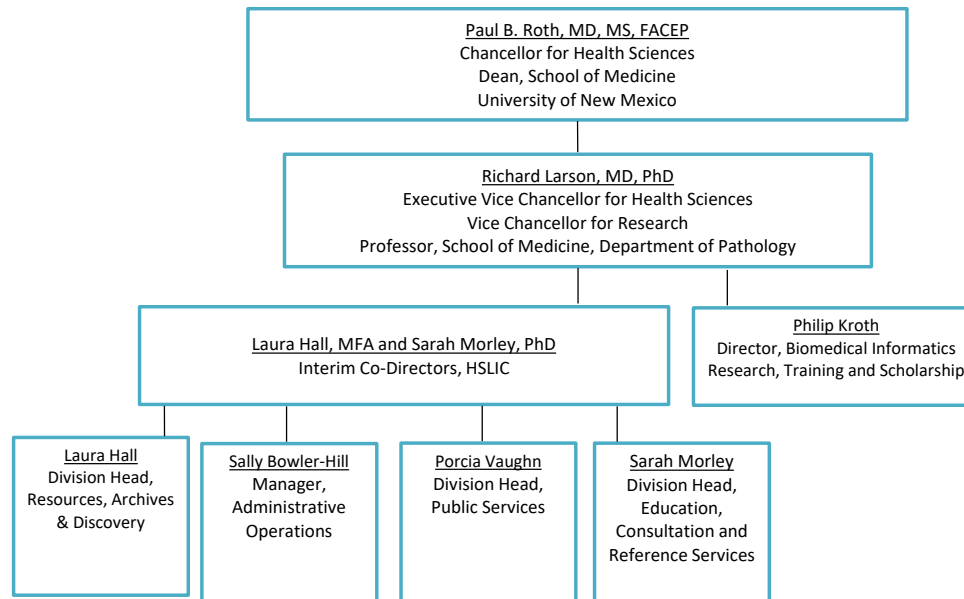 Paul B. Roth, MD, MS, FACEP
Chancellor for Health Sciences
Dean, School of Medicine
University of New Mexico
Richard Larson, MD, PhD
Executive Vice Chancellor for Health Sciences
Vice Chancellor for Research
Professor, School of Medicine, Department of Pathology
Laura Hall, MFA and Sarah Morley, PhD
Interim Co-Directors, HSLIC
Philip Kroth
Director, Biomedical Informatics
Research, Training and Scholarship
Laura Hall
Division Head,
Resources, Archives
& Discovery
Sally Bowler-Hill
Manager,
Administrative
Operations
Porcia Vaughn
Division Head,
Public Services
Sarah Morley
Division Head,
Education,
Consultation and
Reference Services